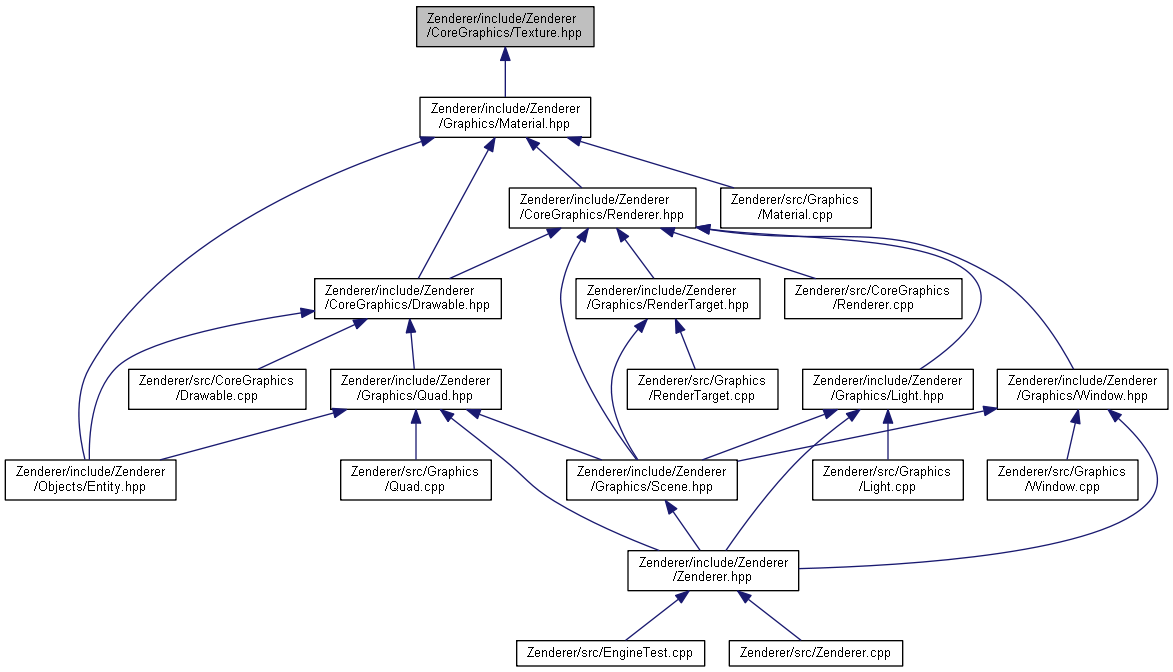 Zenderer/include/Zenderer
/CoreGraphics/Texture.hpp
Zenderer/include/Zenderer
/Graphics/Material.hpp
Zenderer/include/Zenderer
/CoreGraphics/Renderer.hpp
Zenderer/src/Graphics
/Material.cpp
Zenderer/include/Zenderer
/CoreGraphics/Drawable.hpp
Zenderer/include/Zenderer
/Graphics/RenderTarget.hpp
Zenderer/src/CoreGraphics
/Renderer.cpp
Zenderer/src/CoreGraphics
/Drawable.cpp
Zenderer/include/Zenderer
/Graphics/Quad.hpp
Zenderer/src/Graphics
/RenderTarget.cpp
Zenderer/include/Zenderer
/Graphics/Light.hpp
Zenderer/include/Zenderer
/Graphics/Window.hpp
Zenderer/include/Zenderer
/Objects/Entity.hpp
Zenderer/src/Graphics
/Quad.cpp
Zenderer/include/Zenderer
/Graphics/Scene.hpp
Zenderer/src/Graphics
/Light.cpp
Zenderer/src/Graphics
/Window.cpp
Zenderer/include/Zenderer
/Zenderer.hpp
Zenderer/src/EngineTest.cpp
Zenderer/src/Zenderer.cpp